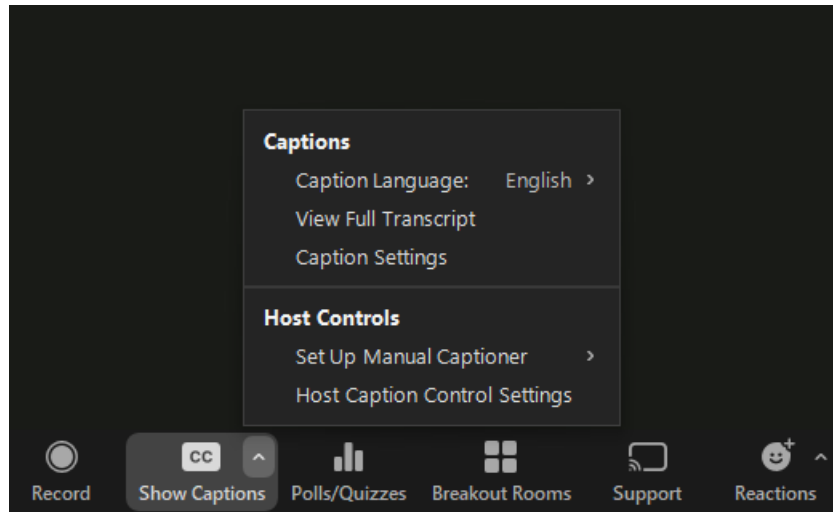 Captions
Caption Language: English >
View Full Transcript
Caption Settings
Host Controls
Set Up Manual Captioner >
Host Caption Control Settings
CC
Record Show Captions Polls/Quizzes Breakout Rooms Support Reactions